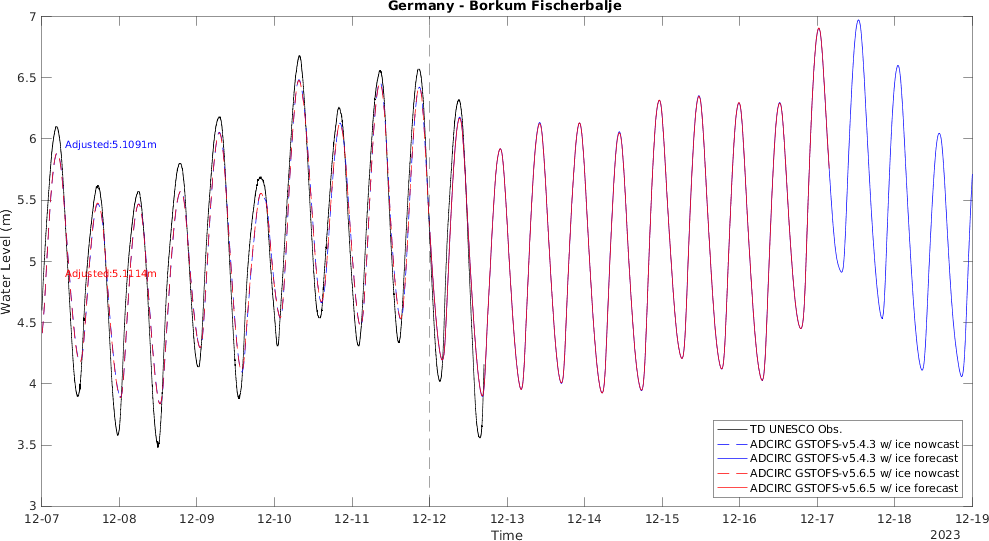 Germany - Borkum Fischerbalje
7
6.5
6
5.5
5
4.5
4
3.5
3
Water Level (m)
Adjusted:5.1091m
Adjusted:5.1114m
TD UNESCO Obs.
ADCIRC GSTOFS-v5.4.3 w/ ice nowcast
ADCIRC GSTOFS-v5.4.3 w/ ice forecast
ADCIRC GSTOFS-v5.6.5 w/ ice nowcast
ADCIRC GSTOFS-v5.6.5 w/ ice forecast
12-07 12-08 12-09 12-10 12-11 12-12 12-13 12-14 12-15 12-16 12-17 12-18 12-19
Time
2023